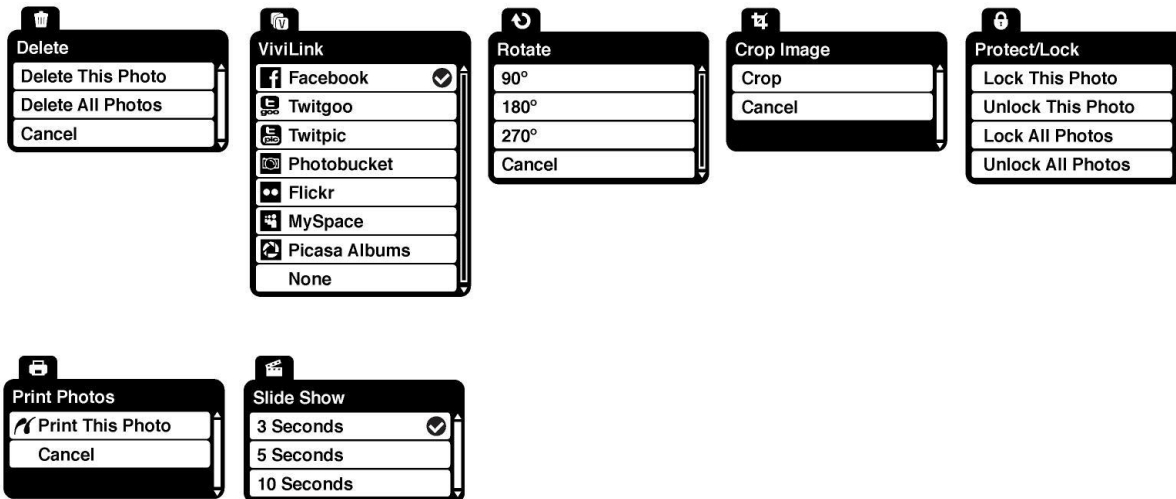 Delete
Delete This Photo
Delete All Photos
Cancel
V
ViviLink
f Facebook
t goo Twitgoo
t pic Twitpic
Photobucket
Flickr
MySpace
Picasa Albums
None
Rotate
90°
180°
270°
Cancel
Crop Image
Crop
Cancel
Protect/Lock
Lock This Photo
Unlock This Photo
Lock All Photos
Unlock All Photos
Print Photos
Print This Photo
Cancel
Slide Show
3 Seconds
5 Seconds
10 Seconds